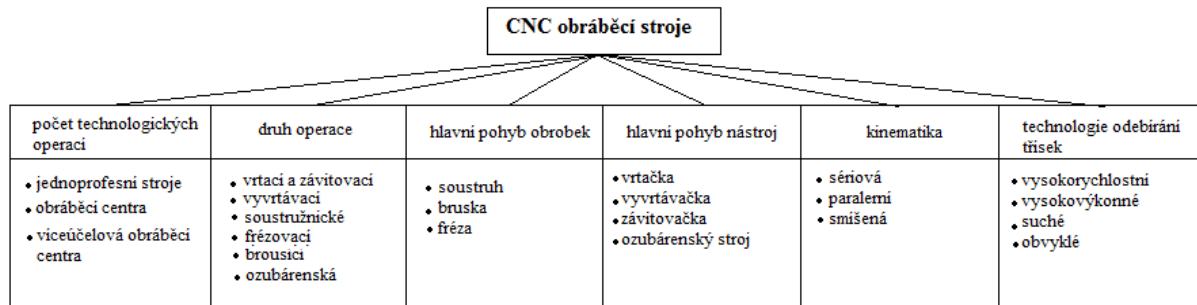 CNC obráběcí stroje
počet technologických
operací
druh operace
hlavní pohyb obrobek
hlavní pohyb nástroj
kinematika
technologie odebírání
třísek
• jednoprofesní stroje
• obráběcí centra
• víceúčelová obráběcí
centra
• vrtací a závitovací
• vyvrtávací
• soustružnické
• frézovací
• brousicí
• ozubárenská
• soustruh
• bruska
• fréza
• vrtačka
• vyvrtávačka
• závitovačka
• ozubárenský stroj
• sériová
• paralerní
• smíšená
• vysokorychlostní
• vysokovýkonné
• suché
• obvyklé